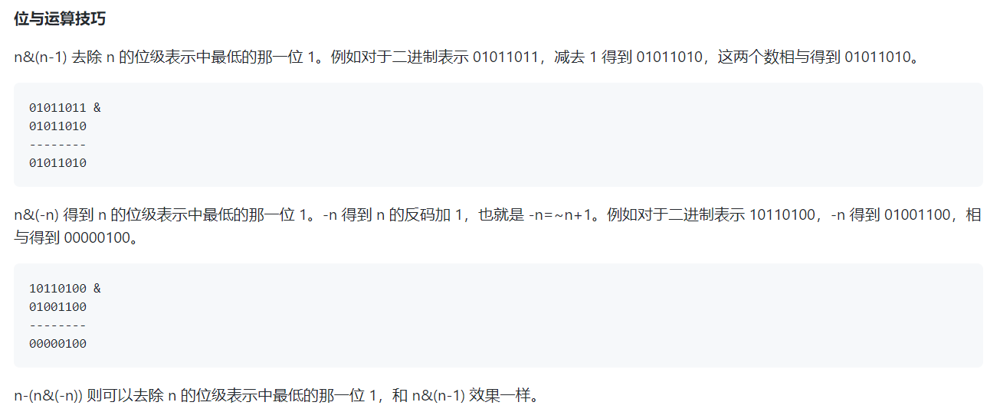 位与运算技巧
n&(n-1) 去除 n 的位级表示中最低的那一位 1。例如对于二进制表示 01011011，减去 1 得到 01011010，这两个数相与得到 01011010。
01011011 &
01011010
--------
01011010
n&(-n) 得到 n 的位级表示中最低的那一位 1。-n 得到 n 的反码加 1，也就是 -n=~n+1。例如对于二进制表示 10110100，-n 得到 01001100，相
与得到 00000100。
10110100 &
01001100
--------
00000100
n-(n&(-n)) 则可以去除 n 的位级表示中最低的那一位 1，和 n&(n-1) 效果一样。